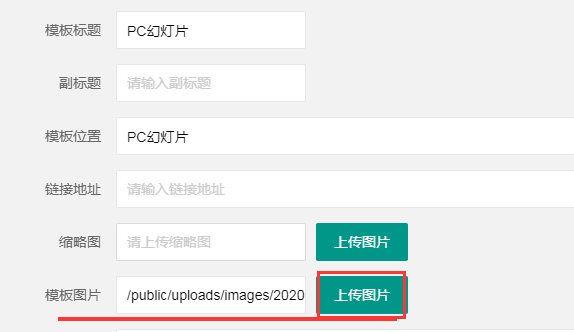 模板标题 PC幻灯片
副标题 请输入副标题
模板位置 PC幻灯片
链接地址 请输入链接地址
缩略图 请上传缩略图 上传图片
模板图片 /public/uploads/images/2020 上传图片